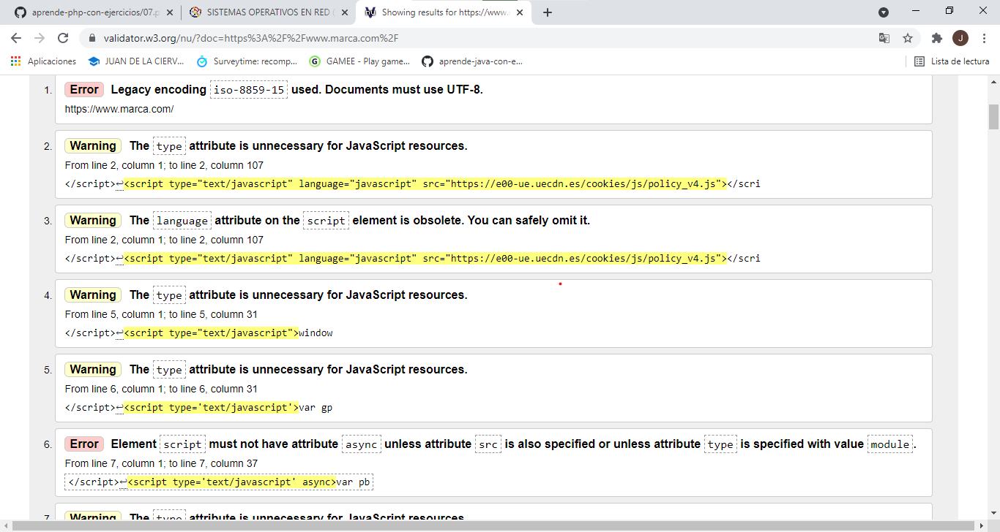 aprende-php-con-ejercicios/07.p
SISTEMAS OPERATIVOS EN RED (
Showing results for https://www.
validator.w3.org/nu/?doc=https%3A%2F%2Fwww.marca.com%2F
J
Aplicaciones
JUAN DE LA CIERV...
Surveytime: recomp...
GAMEE - Play game...
aprende-java-con-e...
Lista de lectura
1. Error Legacy encoding iso-8859-15 used. Documents must use UTF-8.
https://www.marca.com/
2. Warning The type attribute is unnecessary for JavaScript resources.
From line 2, column 1; to line 2, column 107
</script>↩<script type="text/javascript" language="javascript" src="https://e00-ue.uecdn.es/cookies/js/policy_v4.js"></scri
3. Warning The language attribute on the script element is obsolete. You can safely omit it.
From line 2, column 1; to line 2, column 107
</script>↩<script type="text/javascript" language="javascript" src="https://e00-ue.uecdn.es/cookies/js/policy_v4.js"></scri
4. Warning The type attribute is unnecessary for JavaScript resources.
From line 5, column 1; to line 5, column 31
</script>↩<script type="text/javascript">window
5. Warning The type attribute is unnecessary for JavaScript resources.
From line 6, column 1; to line 6, column 31
</script>↩<script type='text/javascript'>var gp
6. Error Element script must not have attribute async unless attribute src is also specified or unless attribute type is specified with value module.
From line 7, column 1; to line 7, column 37
</script>↩<script type='text/javascript' async>var pb
7. Warning The type attribute is unnecessary for JavaScript resources.